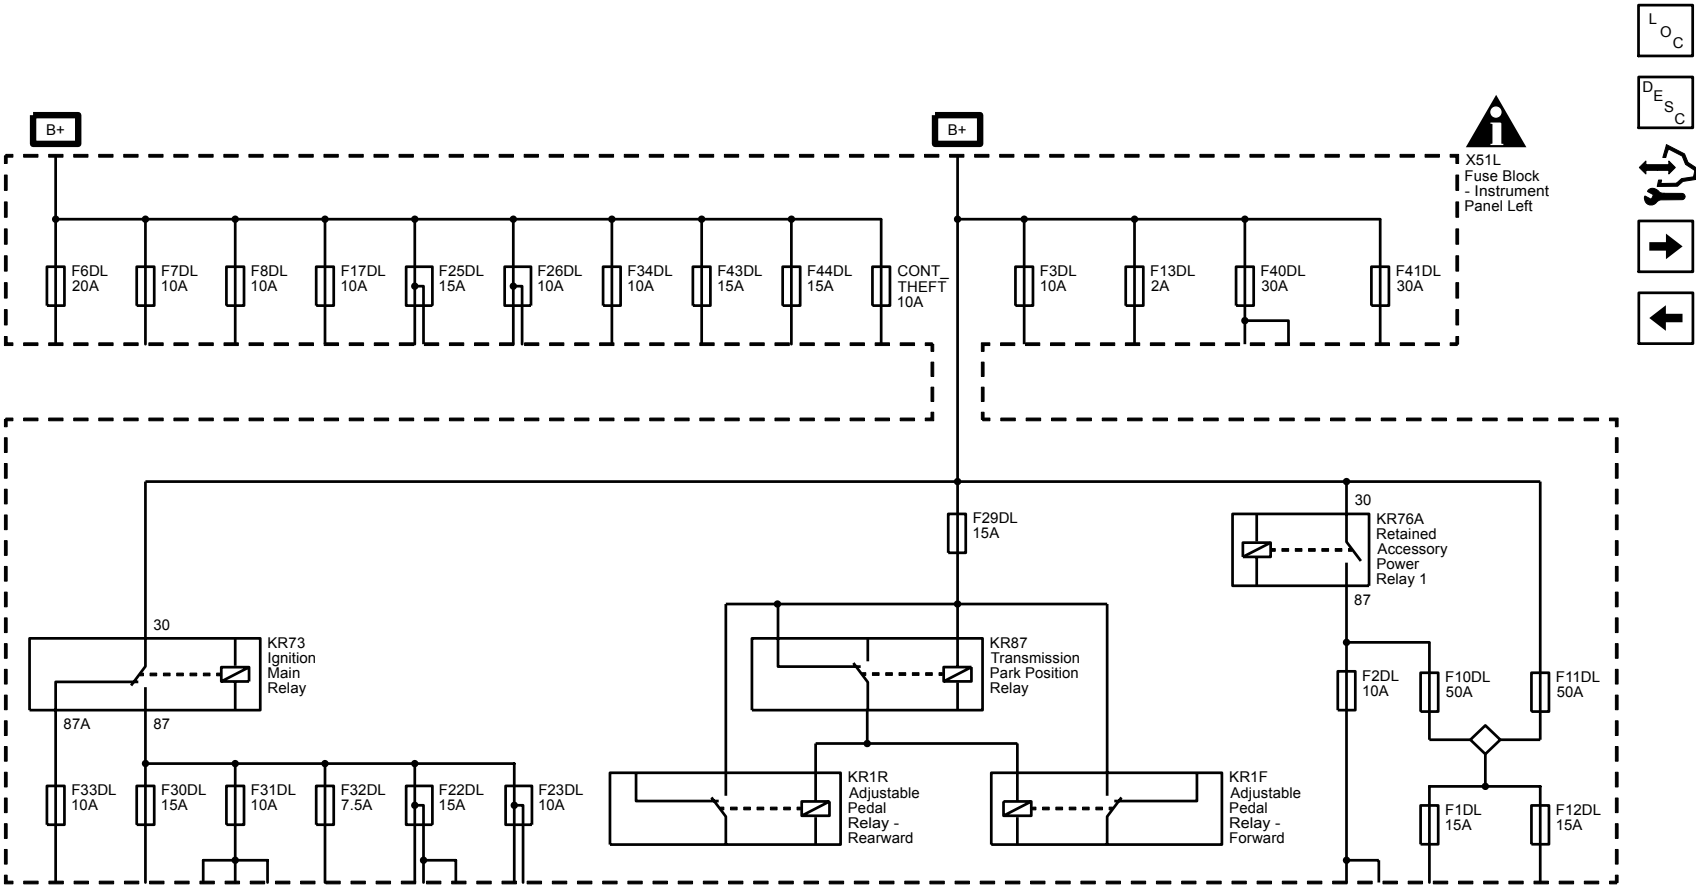 L
O
C
D
E
S
C
B+
B+
X51L
Fuse Block
- Instrument
Panel Left
F6DL
20A
F7DL
10A
F8DL
10A
F17DL
10A
F25DL
15A
F26DL
10A
F34DL
10A
F43DL
15A
F44DL
15A
CONT_
THEFT
10A
F3DL
10A
F13DL
2A
F40DL
30A
F41DL
30A
F29DL
15A
30
KR76A
Retained
Accessory
Power
Relay 1
87
30
KR73
Ignition
Main
Relay
87A
87
KR87
Transmission
Park Position
Relay
F2DL
10A
F10DL
50A
F11DL
50A
F33DL
10A
F30DL
15A
F31DL
10A
F32DL
7.5A
F22DL
15A
F23DL
10A
KR1R
Adjustable
Pedal
Relay -
Rearward
KR1F
Adjustable
Pedal
Relay -
Forward
F1DL
15A
F12DL
15A